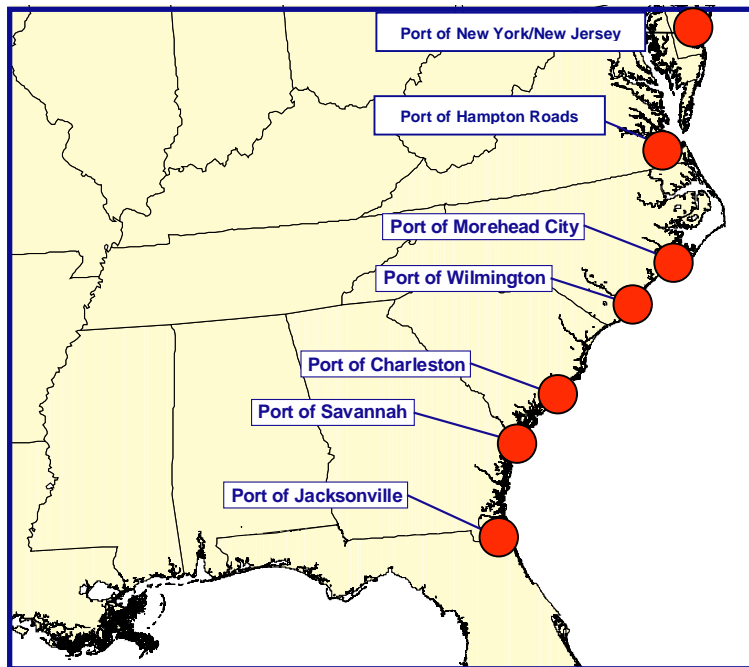 Port of New York/New Jersey
Port of Hampton Roads
Port of Morehead City
Port of Wilmington
Port of Charleston
Port of Savannah
Port of Jacksonville